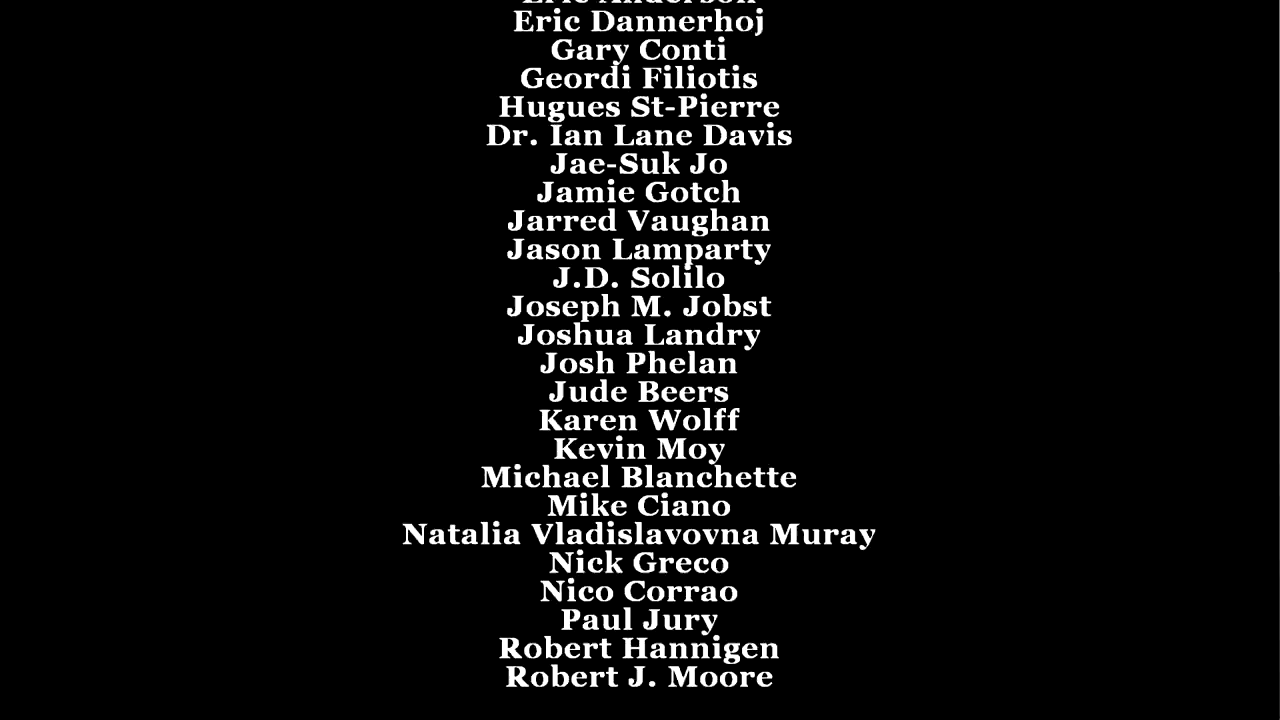 Eric Anderson
Eric Dannerhoj
Gary Conti
Geordi Filiotis
Hugues St-Pierre
Dr. Ian Lane Davis
Jae-Suk Jo
Jamie Gotch
Jarred Vaughan
Jason Lamparty
J.D. Solilo
Joseph M. Jobst
Joshua Landry
Josh Phelan
Jude Beers
Karen Wolff
Kevin Moy
Michael Blanchette
Mike Ciano
Natalia Vladislavovna Muray
Nick Greco
Nico Corrao
Paul Jury
Robert Hannigen
Robert J. Moore